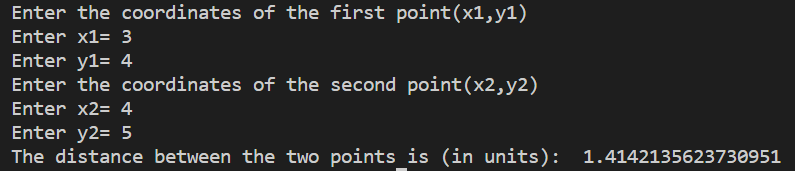 Enter the coordinates of the first point(x1,y1)
Enter x1= 3
Enter y1= 4
Enter the coordinates of the second point(x2,y2)
Enter x2= 4
Enter y2= 5
The distance between the two points is (in units):  1.4142135623730951